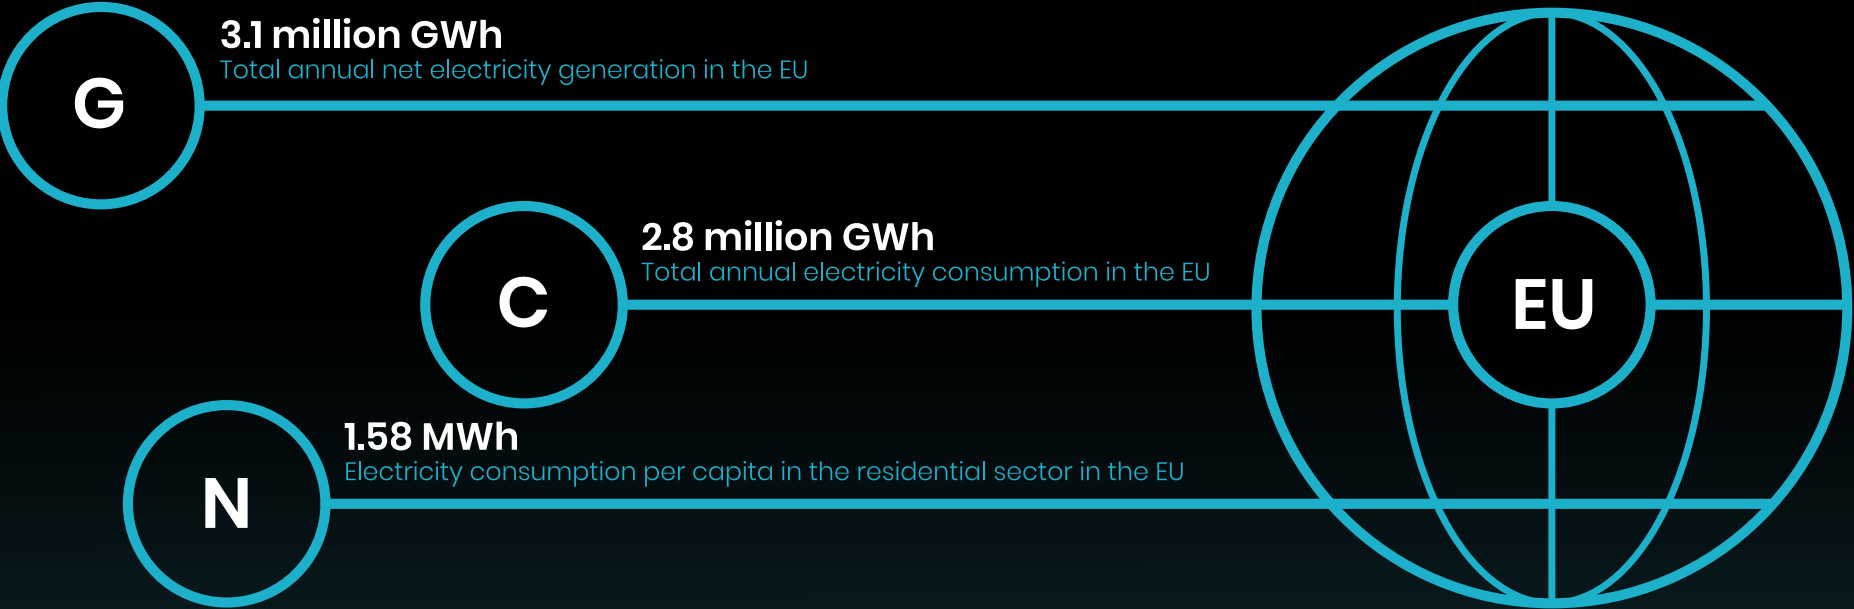 G
3.1 million GWh
Total annual net electricity generation in the EU
C
2.8 million GWh
Total annual electricity consumption in the EU
EU
N
1.58 MWh
Electricity consumption per capita in the residential sector in the EU